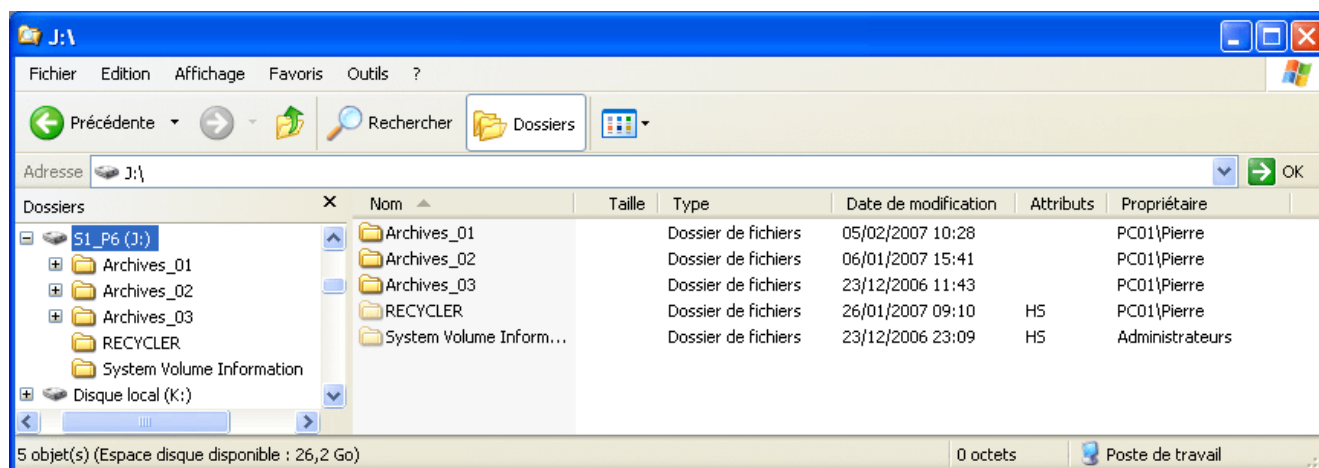 J:\
Fichier Edition Affichage Favoris Outils ?
Précédente Rechercher Dossiers
Adresse J:\ OK
Dossiers Nom Taille Type Date de modification Attributs Propriétaire
S1_P6 (J:) Archives_01 Dossier de fichiers 05/02/2007 10:28 PC01\Pierre
Archives_01 Archives_02 Dossier de fichiers 06/01/2007 15:41 PC01\Pierre
Archives_02 Archives_03 Dossier de fichiers 23/12/2006 11:43 PC01\Pierre
Archives_03 RECYCLER Dossier de fichiers 26/01/2007 09:10 HS PC01\Pierre
RECYCLER System Volume Inform... Dossier de fichiers 23/12/2006 23:09 HS Administrateurs
System Volume Information
Disque local (K:)
5 objet(s) (Espace disque disponible : 26,2 Go) 0 octets Poste de travail